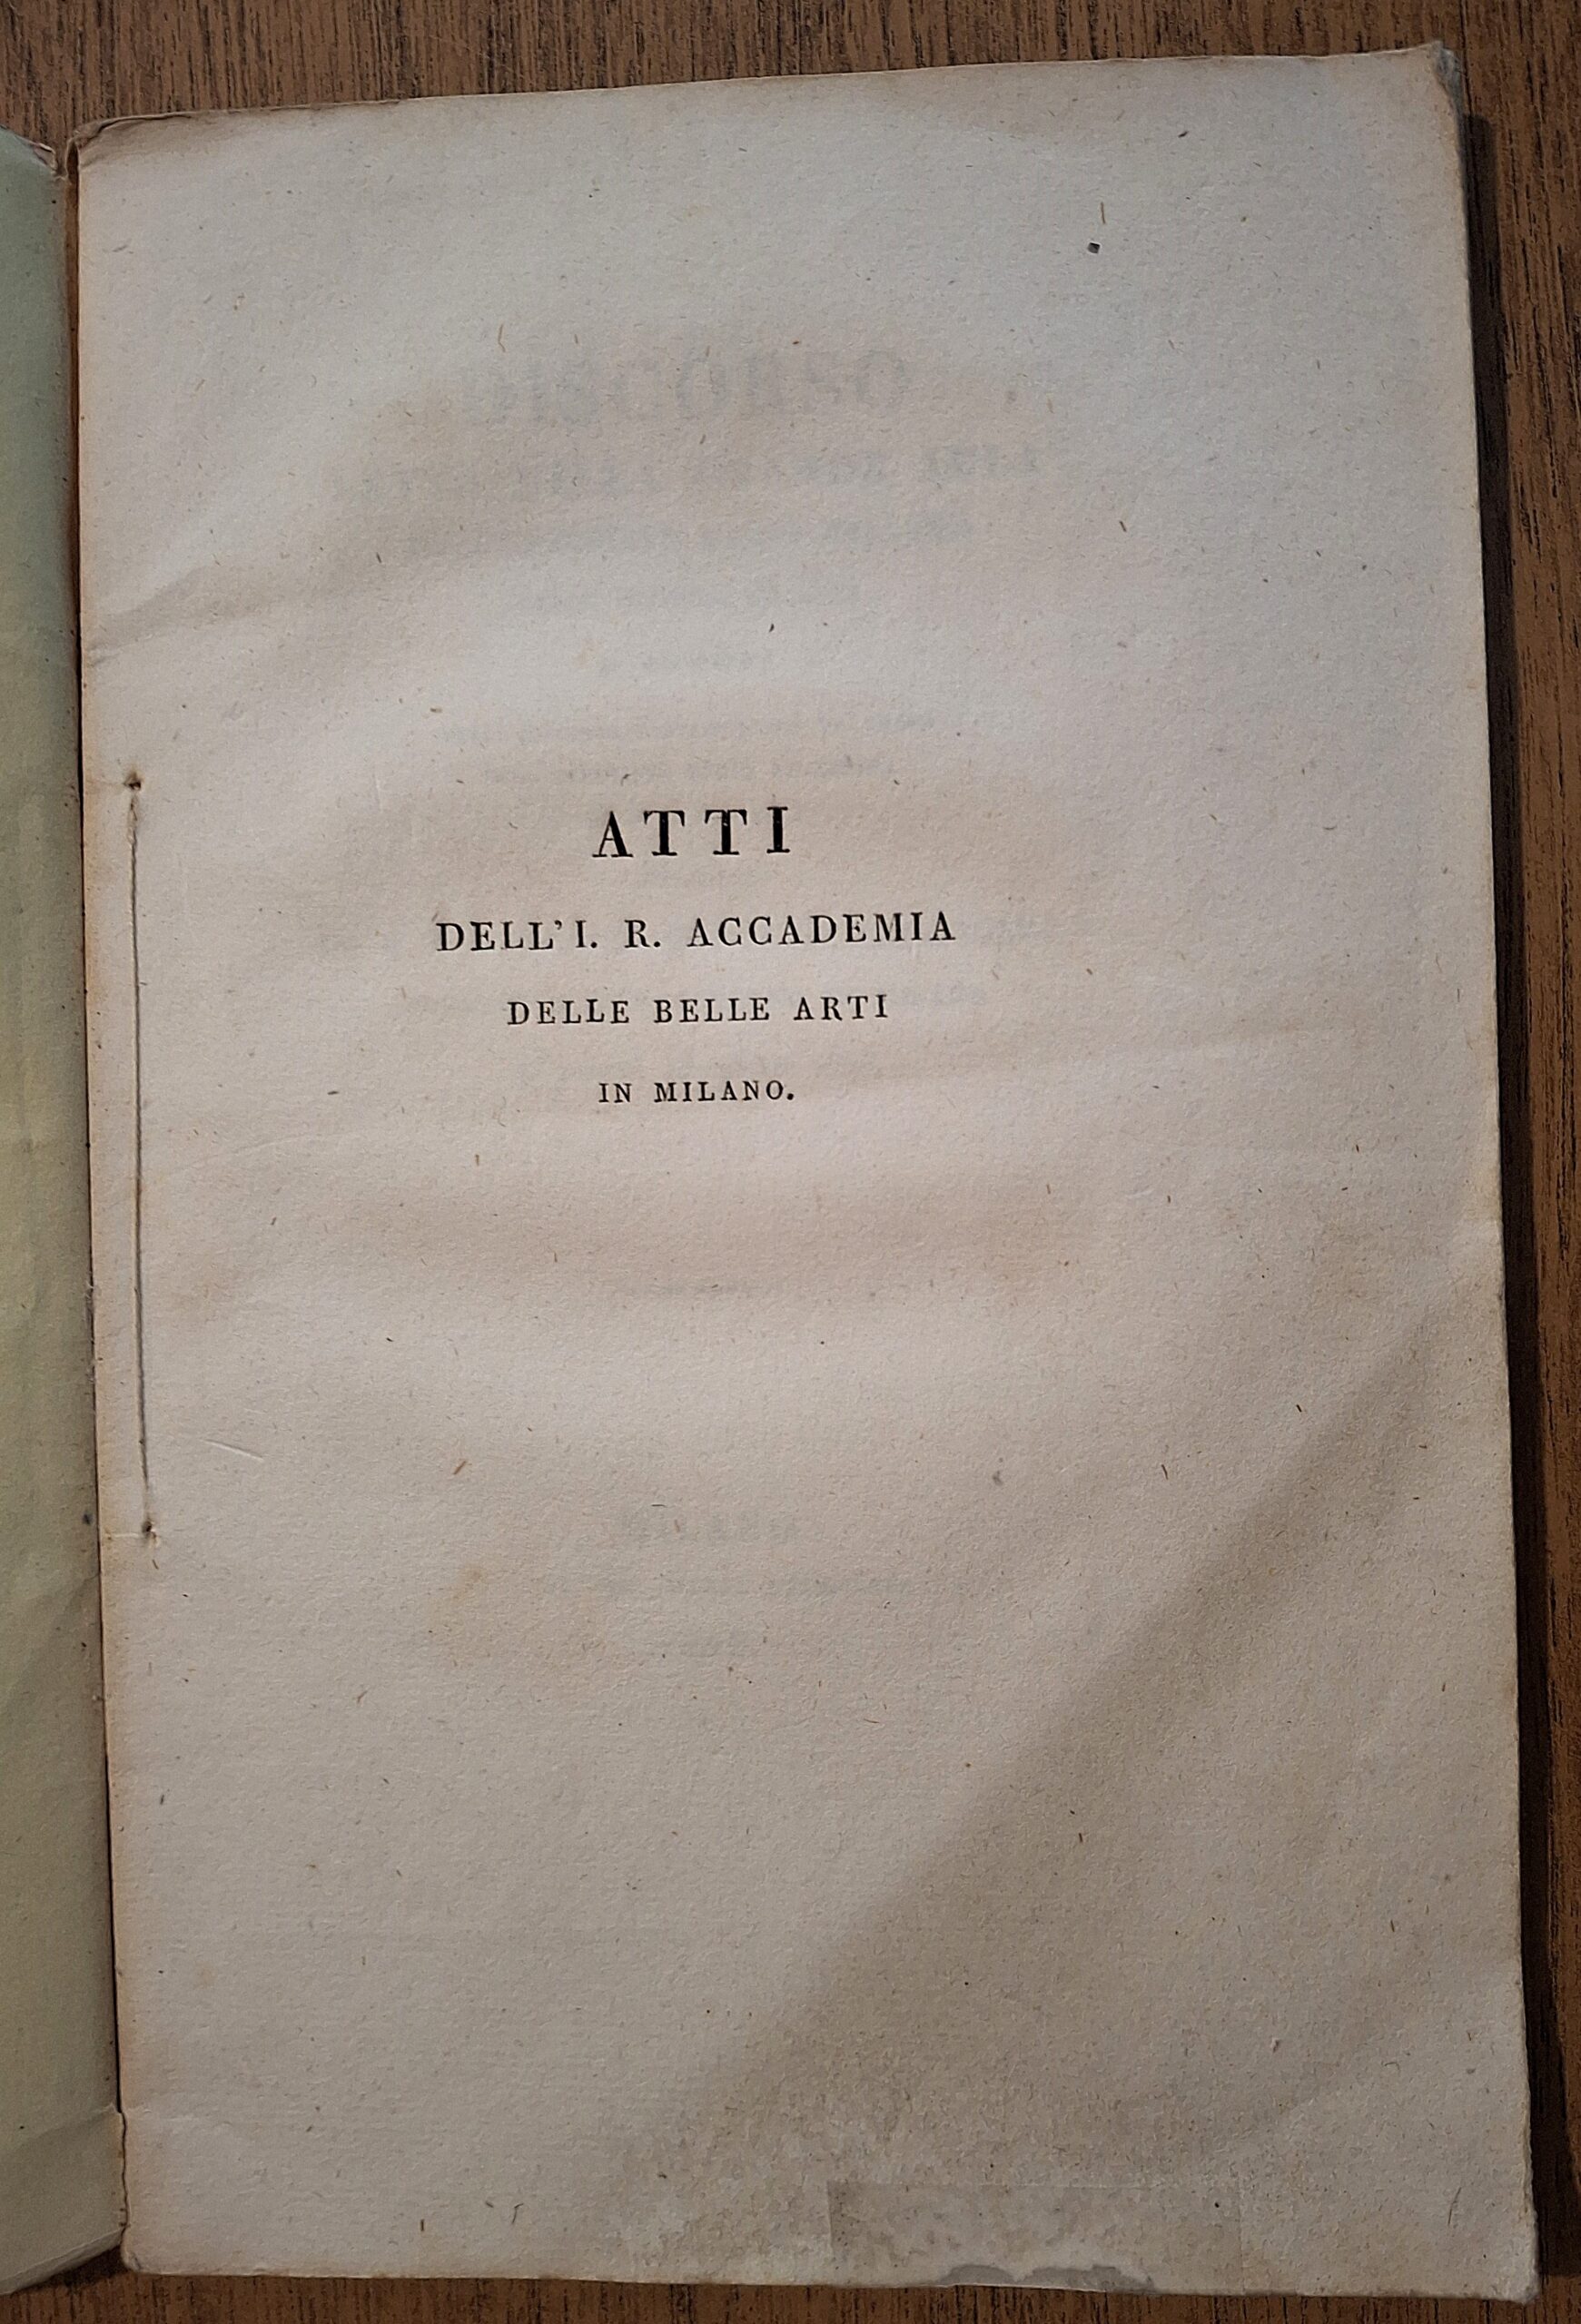 ATTI
DELL' I. R. ACCADEMIA
DELLE BELLE ARTI
IN MILANO.